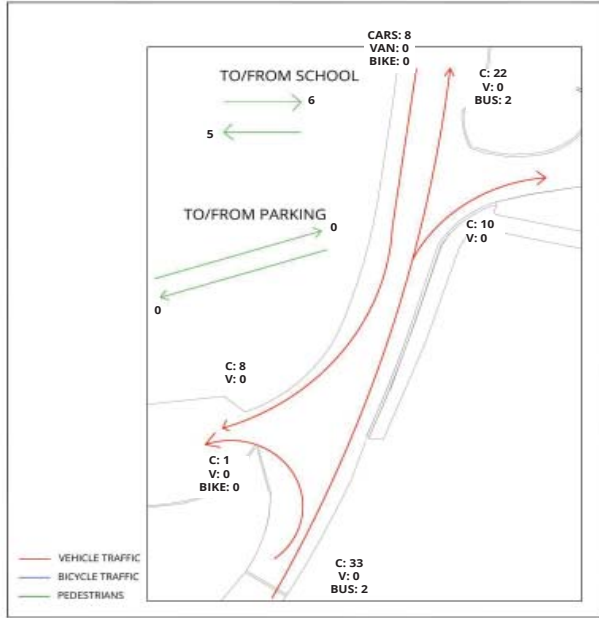 CARS: 8
VAN: 0
BIKE: 0
TO/FROM SCHOOL
6
5
C: 22
V: 0
BUS: 2
TO/FROM PARKING
0
0
C: 10
V: 0
C: 8
V: 0
C: 1
V: 0
BIKE: 0
C: 33
V: 0
BUS: 2
VEHICLE TRAFFIC
BICYCLE TRAFFIC
PEDESTRIANS